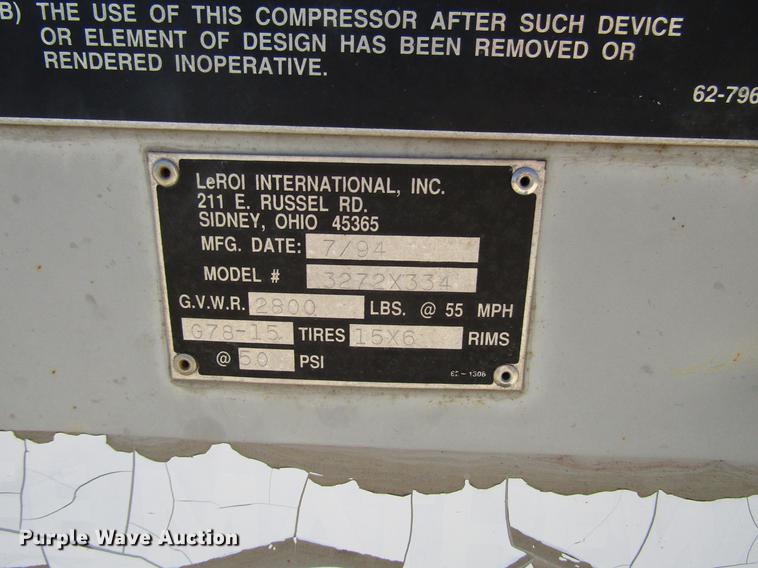 B) THE USE OF THIS COMPRESSOR AFTER SUCH DEVICE
OR ELEMENT OF DESIGN HAS BEEN REMOVED OR
RENDERED INOPERATIVE.
62-796
LeROI INTERNATIONAL, INC.
211 E. RUSSEL RD.
SIDNEY, OHIO 45365
MFG. DATE: 7/94
MODEL # 3272X334
G.V.W.R. 2800 LBS. @ 55 MPH
G78-15 TIRES 15X6 RIMS
@ 50 PSI
Purple Wave Auction